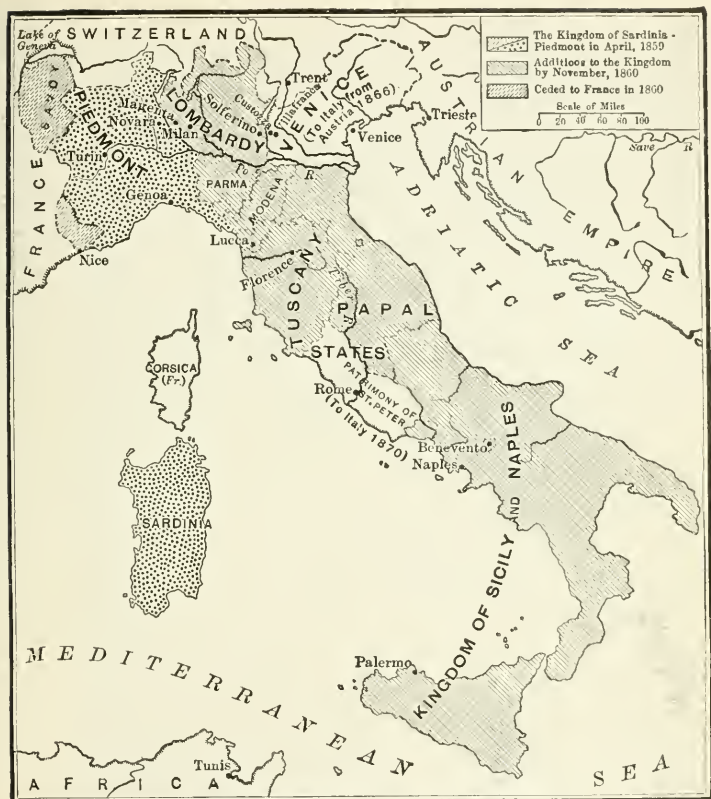 Lake of
Geneva
SWITZERLAND
The Kingdom of Sardinia -
Piedmont in April, 1859
Additions to the Kingdom
by November, 1860
Ceded to France in 1860
Scale of Miles
0 20 40 60 80 100
AUSTRIAN EMPIRE
SAVOY
PIEDMONT
Magenta
Novara
Milan
LOMBARDY
Solferino
Custozza
Villafranca
Trent
VENICE
(To Italy from
Austria 1866)
Venice
Trieste
Save R
Turin
FRANCE
Genoa
PARMA
MODENA
Po
R.
Nice
Lucca
Florence
TUSCANY
Tiber R.
PAPAL
STATES
ADRIATIC SEA
CORSICA
(Fr.)
Rome
PATRIMONY OF
ST. PETER
(To Italy 1870)
Benevento
Naples
SARDINIA
KINGDOM OF SICILY AND NAPLES
MEDITERRANEAN SEA
Palermo
Tunis
AFRICA